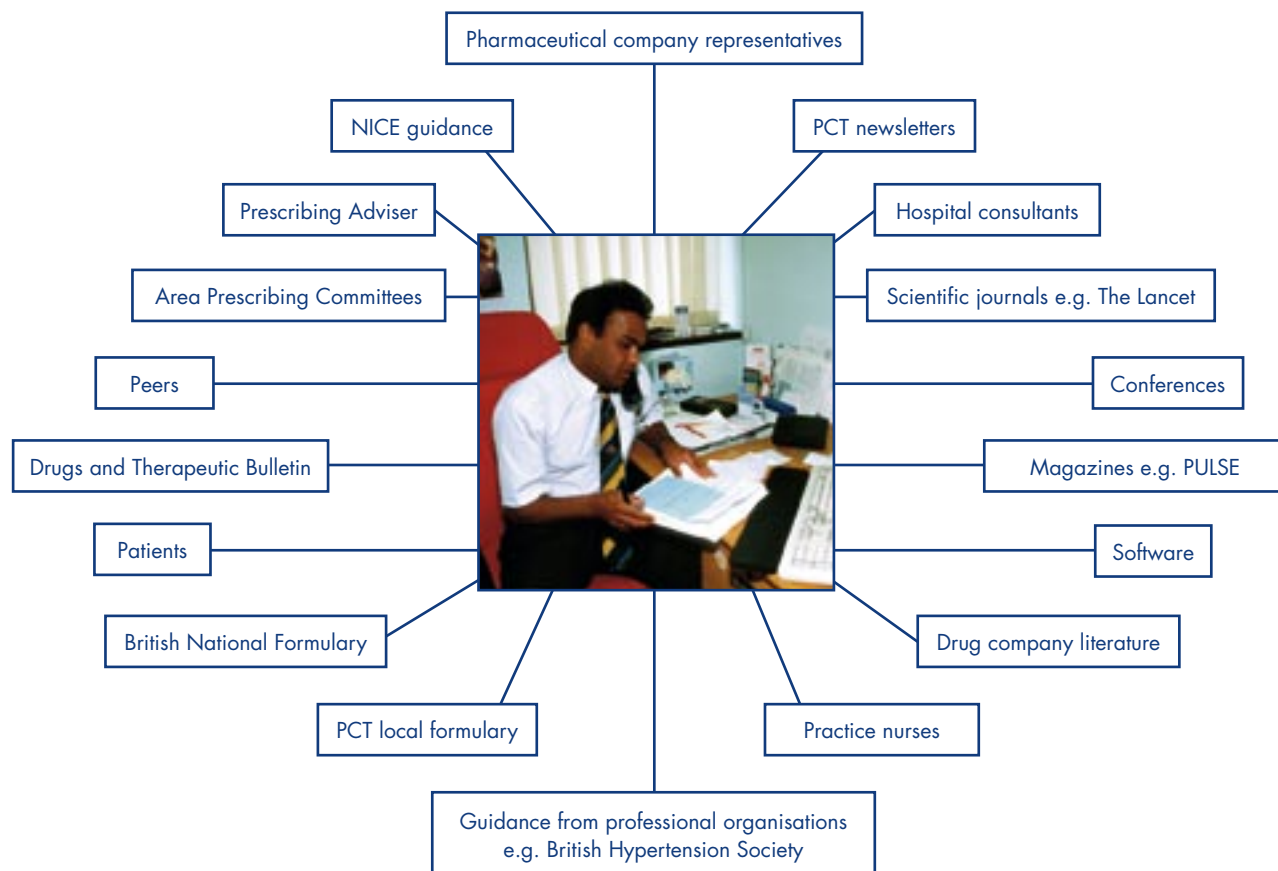 Pharmaceutical company representatives
NICE guidance
PCT newsletters
Prescribing Adviser
Hospital consultants
Area Prescribing Committees
Scientific journals e.g. The Lancet
Peers
Conferences
Drugs and Therapeutic Bulletin
Magazines e.g. PULSE
Patients
Software
British National Formulary
Drug company literature
PCT local formulary
Practice nurses
Guidance from professional organisations
e.g. British Hypertension Society